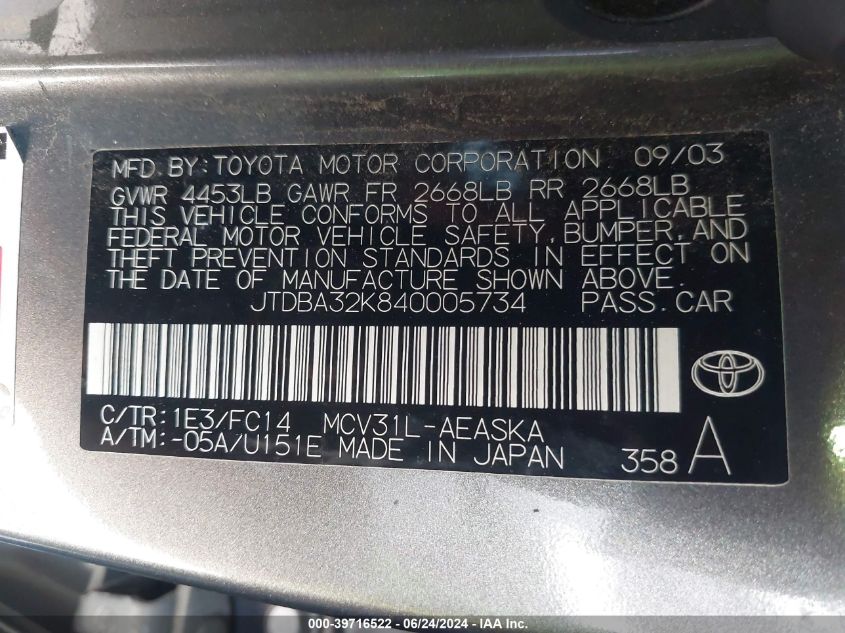 MFD. BY: TOYOTA MOTOR CORPORATION 09/03
GVWR 4453LB GAWR FR 2668LB RR 2668LB
THIS VEHICLE CONFORMS TO ALL APPLICABLE
FEDERAL MOTOR VEHICLE SAFETY, BUMPER, AND
THEFT PREVENTION STANDARDS IN EFFECT ON
THE DATE OF MANUFACTURE SHOWN ABOVE.
JTDBA32K840005734 PASS. CAR
C/TR: 1E3/FC14 MCV31L-AEASKA
A/TM: -05A/U151E MADE IN JAPAN 358 A
000-39716522 - 06/24/2024 - © IAA Inc.